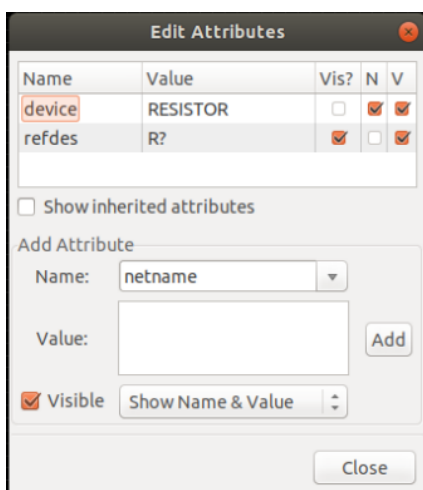 Edit Attributes
Name Value Vis? N V
device RESISTOR
refdes R?
Show inherited attributes
Add Attribute
Name: netname
Value: Add
Visible Show Name & Value
Close